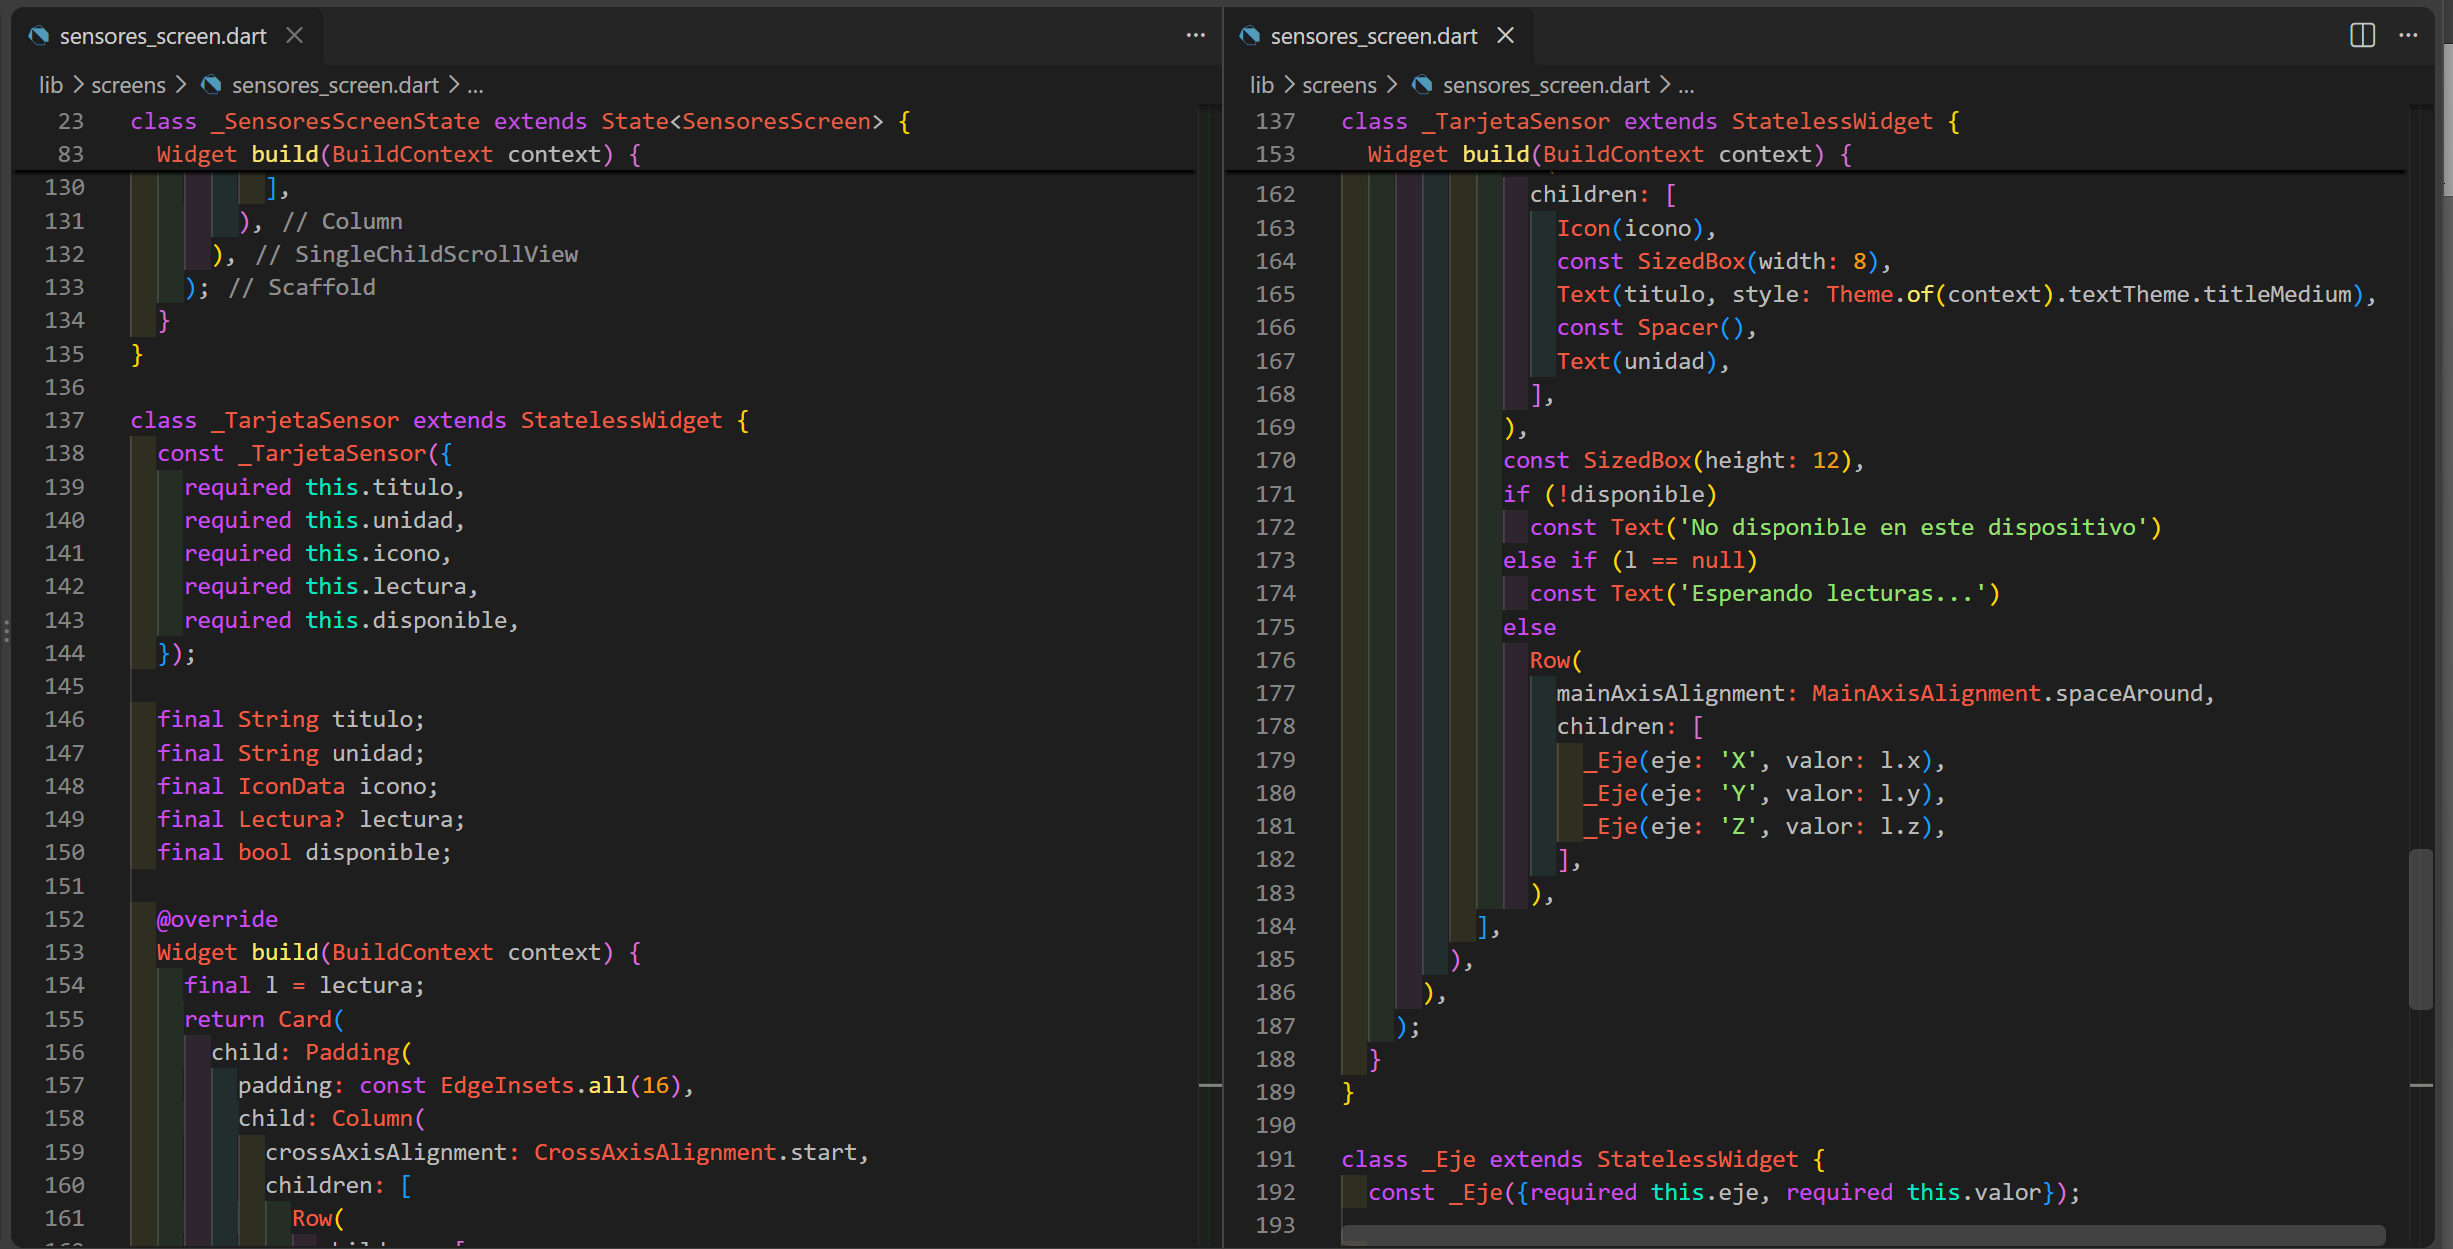 sensores_screen.dart
lib > screens > sensores_screen.dart > ...
23 class _SensoresScreenState extends State<SensoresScreen> {
83 Widget build(BuildContext context) {
130 ],
131 ), // Column
132 ), // SingleChildScrollView
133 ); // Scaffold
134 }
135 }
136
137 class _TarjetaSensor extends StatelessWidget {
138 const _TarjetaSensor({
139 required this.titulo,
140 required this.unidad,
141 required this.icono,
142 required this.lectura,
143 required this.disponible,
144 });
145
146 final String titulo;
147 final String unidad;
148 final IconData icono;
149 final Lectura? lectura;
150 final bool disponible;
151
152 @override
153 Widget build(BuildContext context) {
154 final l = lectura;
155 return Card(
156 child: Padding(
157 padding: const EdgeInsets.all(16),
158 child: Column(
159 crossAxisAlignment: CrossAxisAlignment.start,
160 children: [
161 Row(
sensores_screen.dart
lib > screens > sensores_screen.dart > ...
137 class _TarjetaSensor extends StatelessWidget {
153 Widget build(BuildContext context) {
162 children: [
163 Icon(icono),
164 const SizedBox(width: 8),
165 Text(titulo, style: Theme.of(context).textTheme.titleMedium),
166 const Spacer(),
167 Text(unidad),
168 ],
169 ),
170 const SizedBox(height: 12),
171 if (!disponible)
172 const Text('No disponible en este dispositivo')
173 else if (l == null)
174 const Text('Esperando lecturas...')
175 else
176 Row(
177 mainAxisAlignment: MainAxisAlignment.spaceAround,
178 children: [
179 _Eje(eje: 'X', valor: l.x),
180 _Eje(eje: 'Y', valor: l.y),
181 _Eje(eje: 'Z', valor: l.z),
182 ],
183 ),
184 ],
185 ),
186 ),
187 );
188 }
189 }
190
191 class _Eje extends StatelessWidget {
192 const _Eje({required this.eje, required this.valor});
193